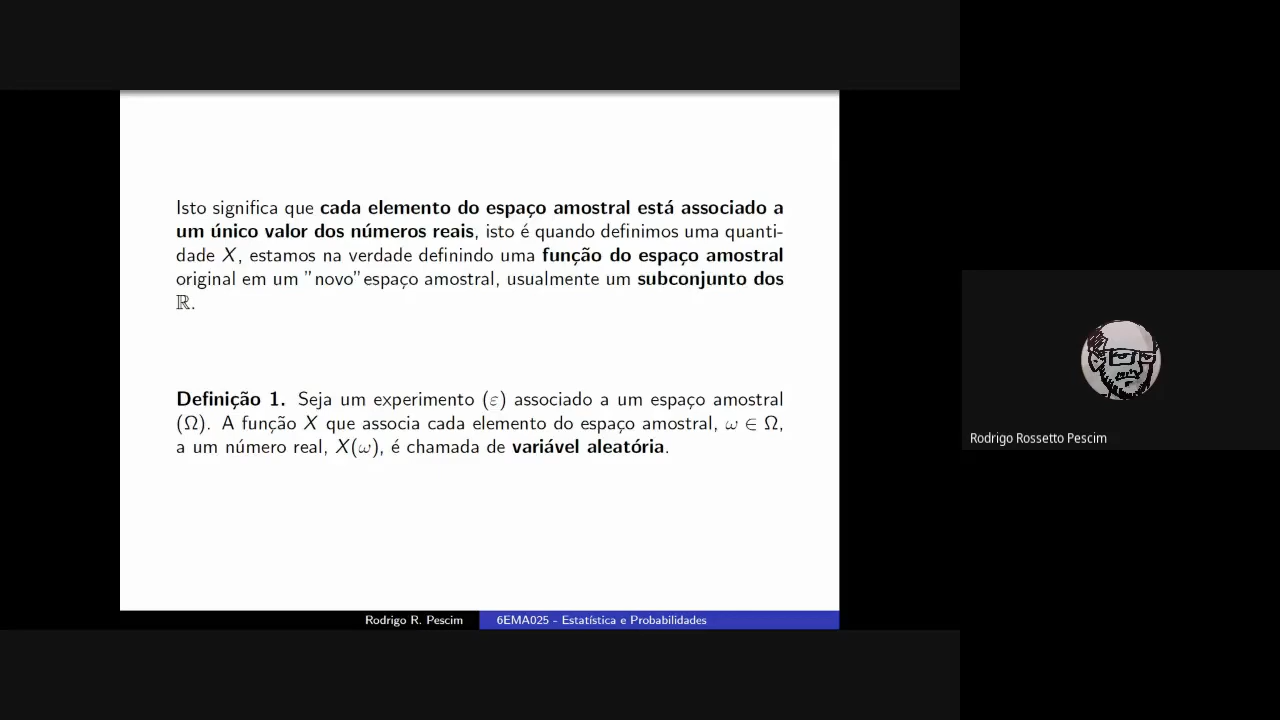 Isto significa que cada elemento do espaço amostral está associado a
um único valor dos números reais, isto é quando definimos uma quanti-
dade X, estamos na verdade definindo uma função do espaço amostral
original em um ”novo”espaço amostral, usualmente um subconjunto dos
ℝ.
Definição 1. Seja um experimento (ε) associado a um espaço amostral
(Ω). A função X que associa cada elemento do espaço amostral, ω ∈ Ω,
a um número real, X(ω), é chamada de variável aleatória.
Rodrigo Rossetto Pescim
Rodrigo R. Pescim
6EMA025 - Estatística e Probabilidades